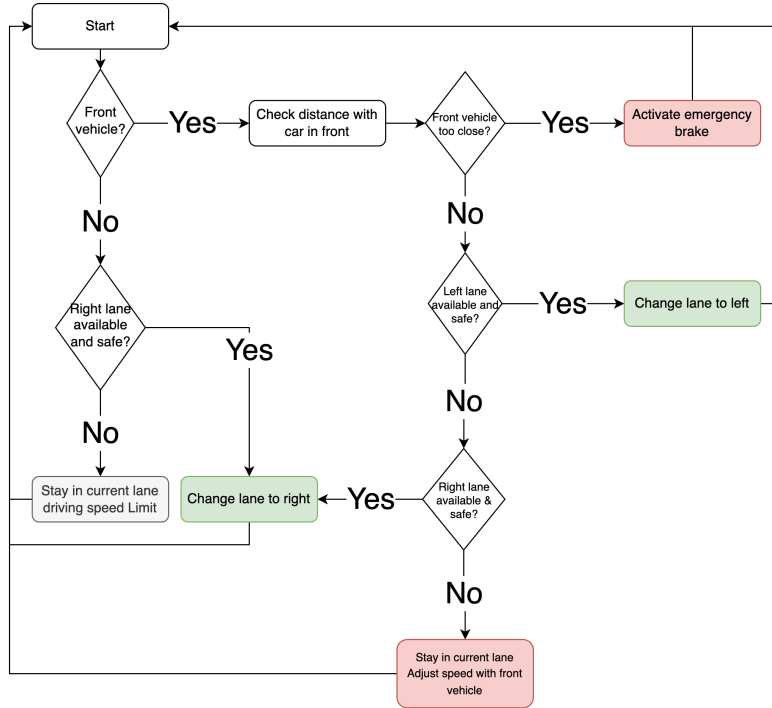 Start
Front
vehicle?
Yes
Check distance with
car in front
Front vehicle
too close?
Yes
Activate emergency
brake
No
No
Right lane
available
and safe?
Yes
Left lane
available and
safe?
Yes
Change lane to left
No
No
Stay in current lane
driving speed Limit
Change lane to right
Yes
Right lane
available &
safe?
No
Stay in current lane
Adjust speed with front
vehicle